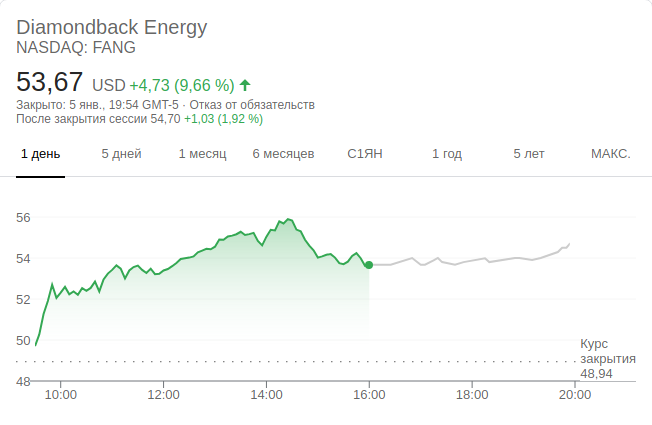 Diamondback Energy
NASDAQ: FANG
53,67 USD +4,73 (9,66 %)
Закрыто: 5 янв., 19:54 GMT-5 · Отказ от обязательств
После закрытия сессии 54,70 +1,03 (1,92 %)
1 день 5 дней 1 месяц 6 месяцев С1ЯН 1 год 5 лет МАКС.
56
54
52
50
Курс
закрытия
48,94
48
10:00 12:00 14:00 16:00 18:00 20:00